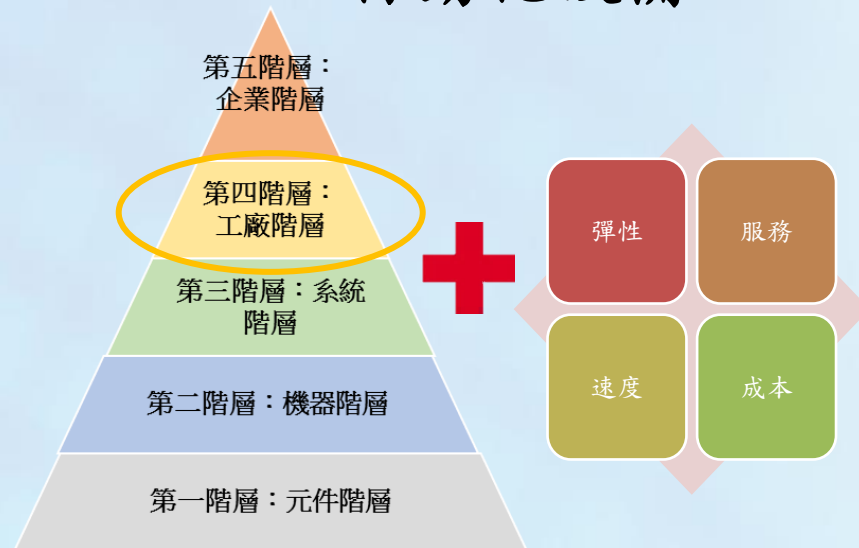 第五階層：
企業階層
第四階層：
工廠階層
第三階層：系統
階層
第二階層：機器階層
第一階層：元件階層
彈性
服務
速度
成本